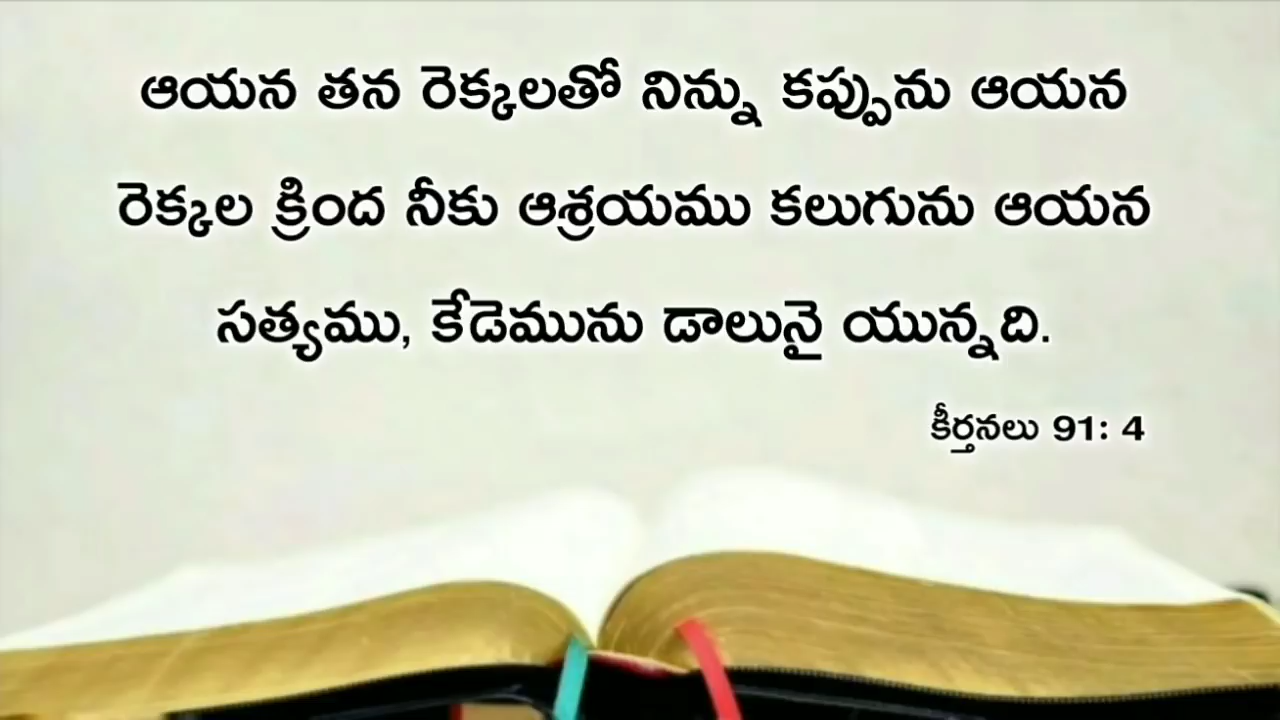 ఆయన తన రెక్కలతో నిన్ను కప్పును ఆయన
రెక్కల క్రింద నీకు ఆశ్రయము కలుగును ఆయన
సత్యము, కేడెమును డాలునై యున్నది.
కీర్తనలు 91: 4